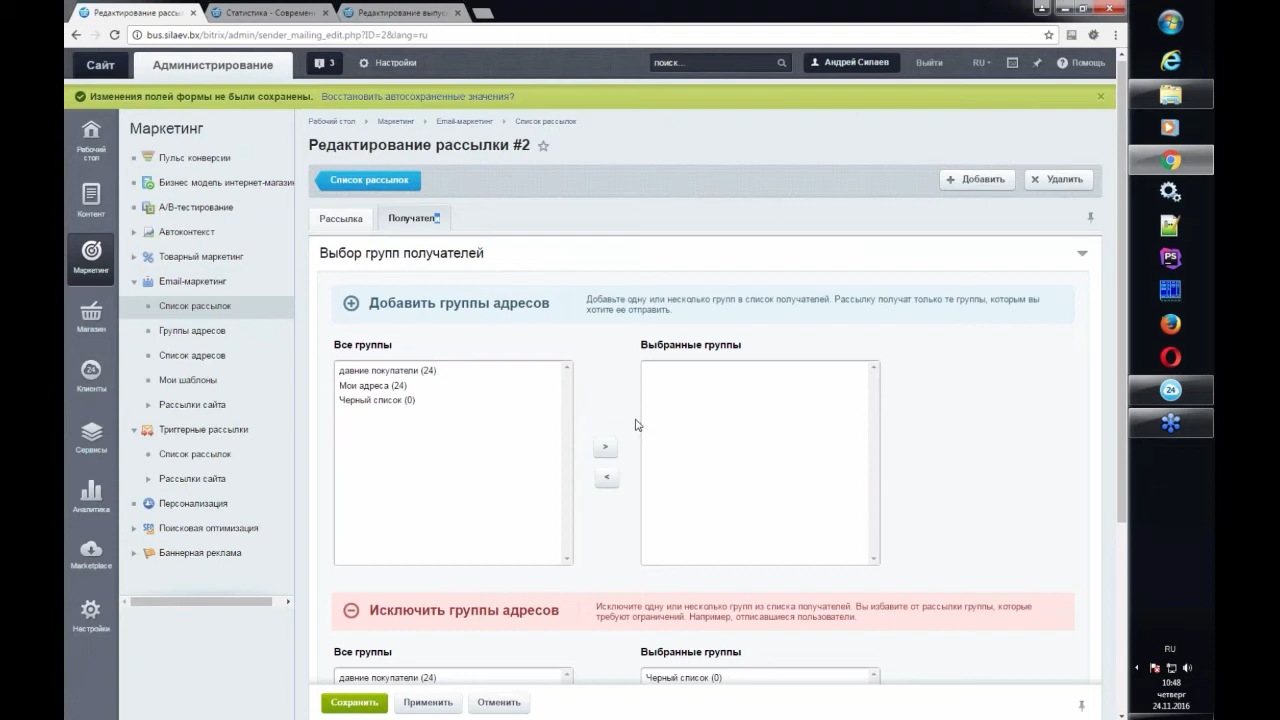 Редактирование рассы
Статистика - Современ
Редактирование выпус
bus.silaev.bx/bitrix/admin/sender_mailing_edit.php?ID=2&lang=ru
Сайт
Администрирование
3
Настройки
поиск...
Андрей Силаев
Выйти
RU
Помощь
Изменения полей формы не были сохранены. Восстановить автосохраненные значения?
Рабочий стол
Контент
Маркетинг
Магазин
Клиенты
Сервисы
Аналитика
Marketplace
Настройки
Маркетинг
Пульс конверсии
Бизнес модель интернет-магази
А/В-тестирование
Автоконтекст
Товарный маркетинг
Email-маркетинг
Список рассылок
Группы адресов
Список адресов
Мои шаблоны
Рассылки сайта
Триггерные рассылки
Список рассылок
Рассылки сайта
Персонализация
Поисковая оптимизация
Баннерная реклама
Рабочий стол
Маркетинг
Email-маркетинг
Список рассылок
Редактирование рассылки #2
Список рассылок
Добавить
Удалить
Рассылка
Получатели
Выбор групп получателей
Добавить группы адресов
Добавьте одну или несколько групп в список получателей. Рассылку получат только те группы, которым вы
хотите ее отправить.
Все группы
Выбранные группы
давние покупатели (24)
Мои адреса (24)
Черный список (0)
>
<
Исключить группы адресов
Исключите одну или несколько групп из списка получателей. Вы избавите от рассылки группы, которые
требуют ограничений. Например, отписавшиеся пользователи.
Все группы
Выбранные группы
давние покупатели (24)
Черный список (0)
Сохранить
Применить
Отменить
PS
24
RU
10:48
четверг
24.11.2016